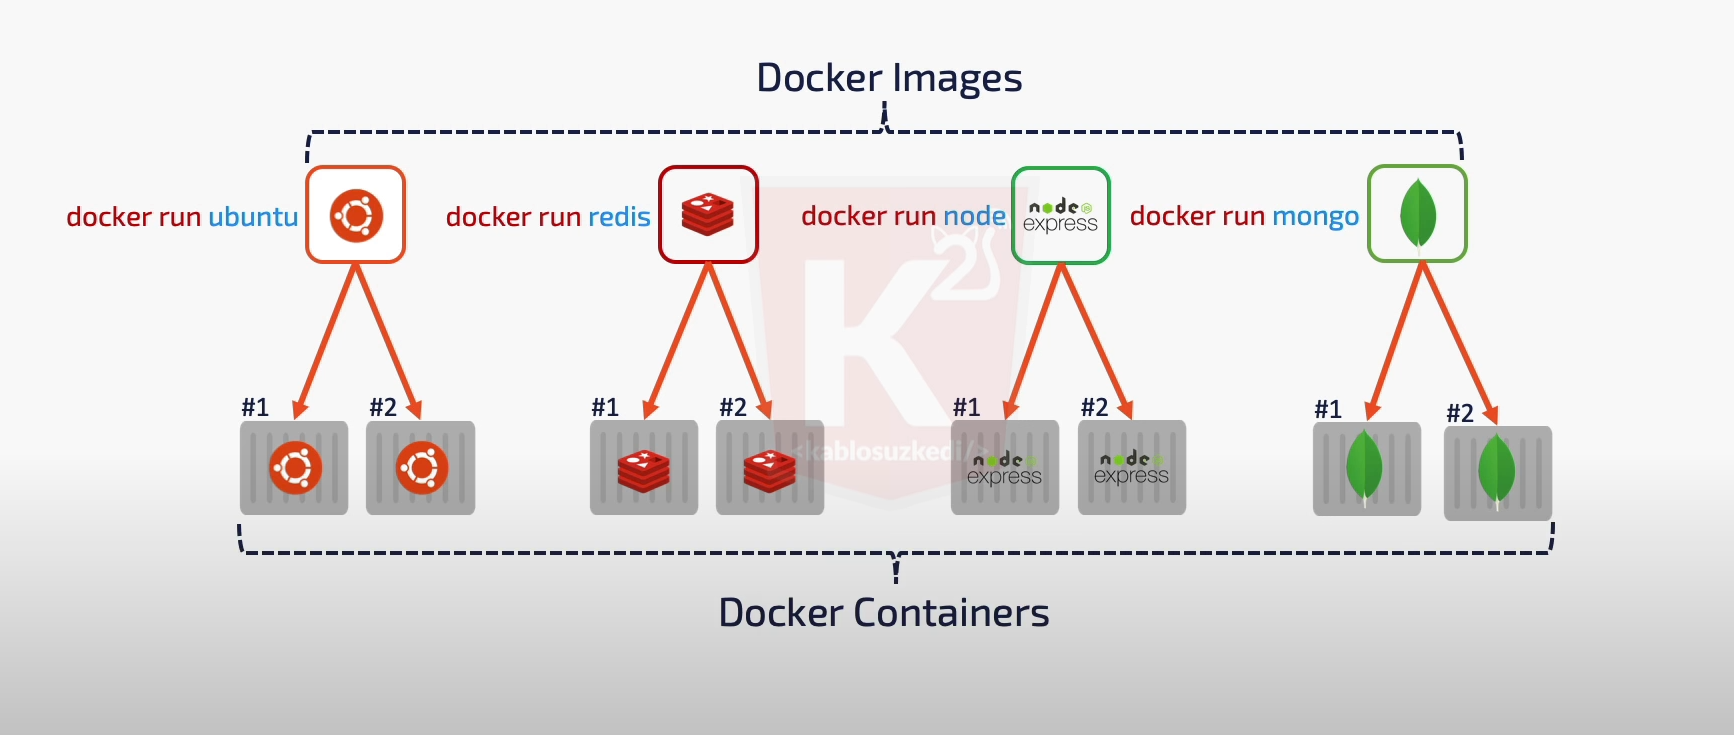 Docker Images
docker run ubuntu
docker run redis
docker run node
node JS
express
docker run mongo
#1
#2
#1
#2
#1
#2
#1
#2
node
express
node
express
K
<kablosuzkedi/>
Docker Containers